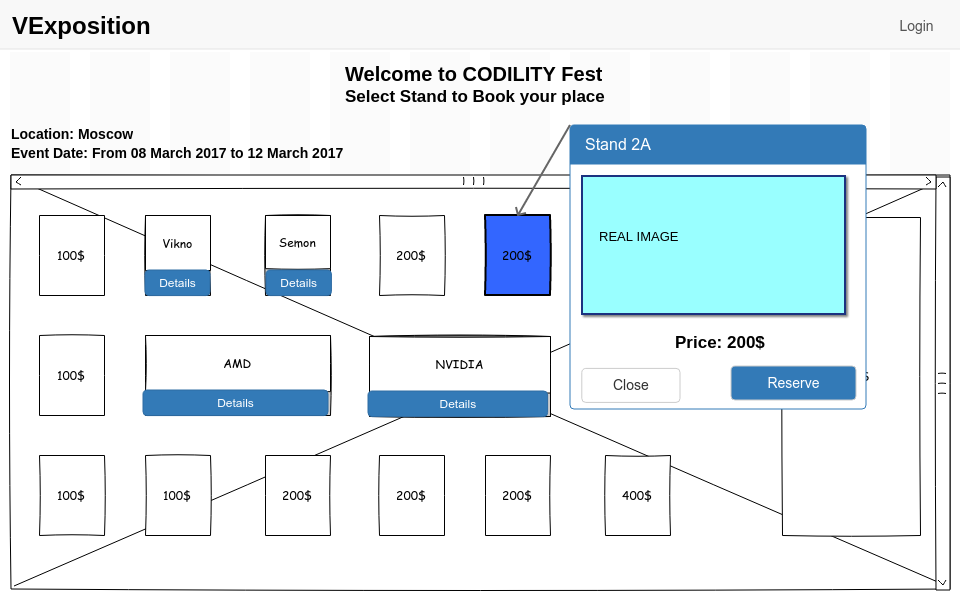 VExposition
Login
Welcome to CODILITY Fest
Select Stand to Book your place
Location: Moscow
Event Date: From 08 March 2017 to 12 March 2017
Stand 2A
REAL IMAGE
Price: 200$
Close
Reserve
100$
Vikno
Details
Semon
Details
200$
200$
100$
AMD
Details
NVIDIA
Details
100$
100$
200$
200$
200$
400$